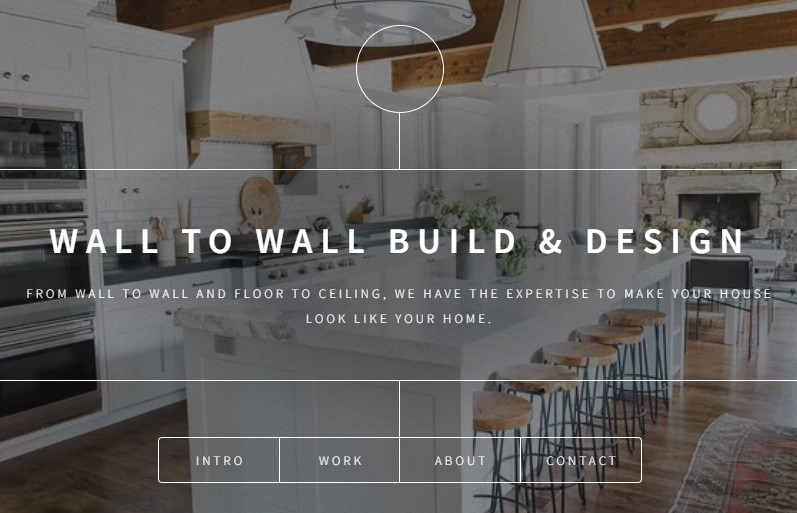 WALL TO WALL BUILD & DESIGN
FROM WALL TO WALL AND FLOOR TO CEILING, WE HAVE THE EXPERTISE TO MAKE YOUR HOUSE
LOOK LIKE YOUR HOME.
INTRO WORK ABOUT CONTACT